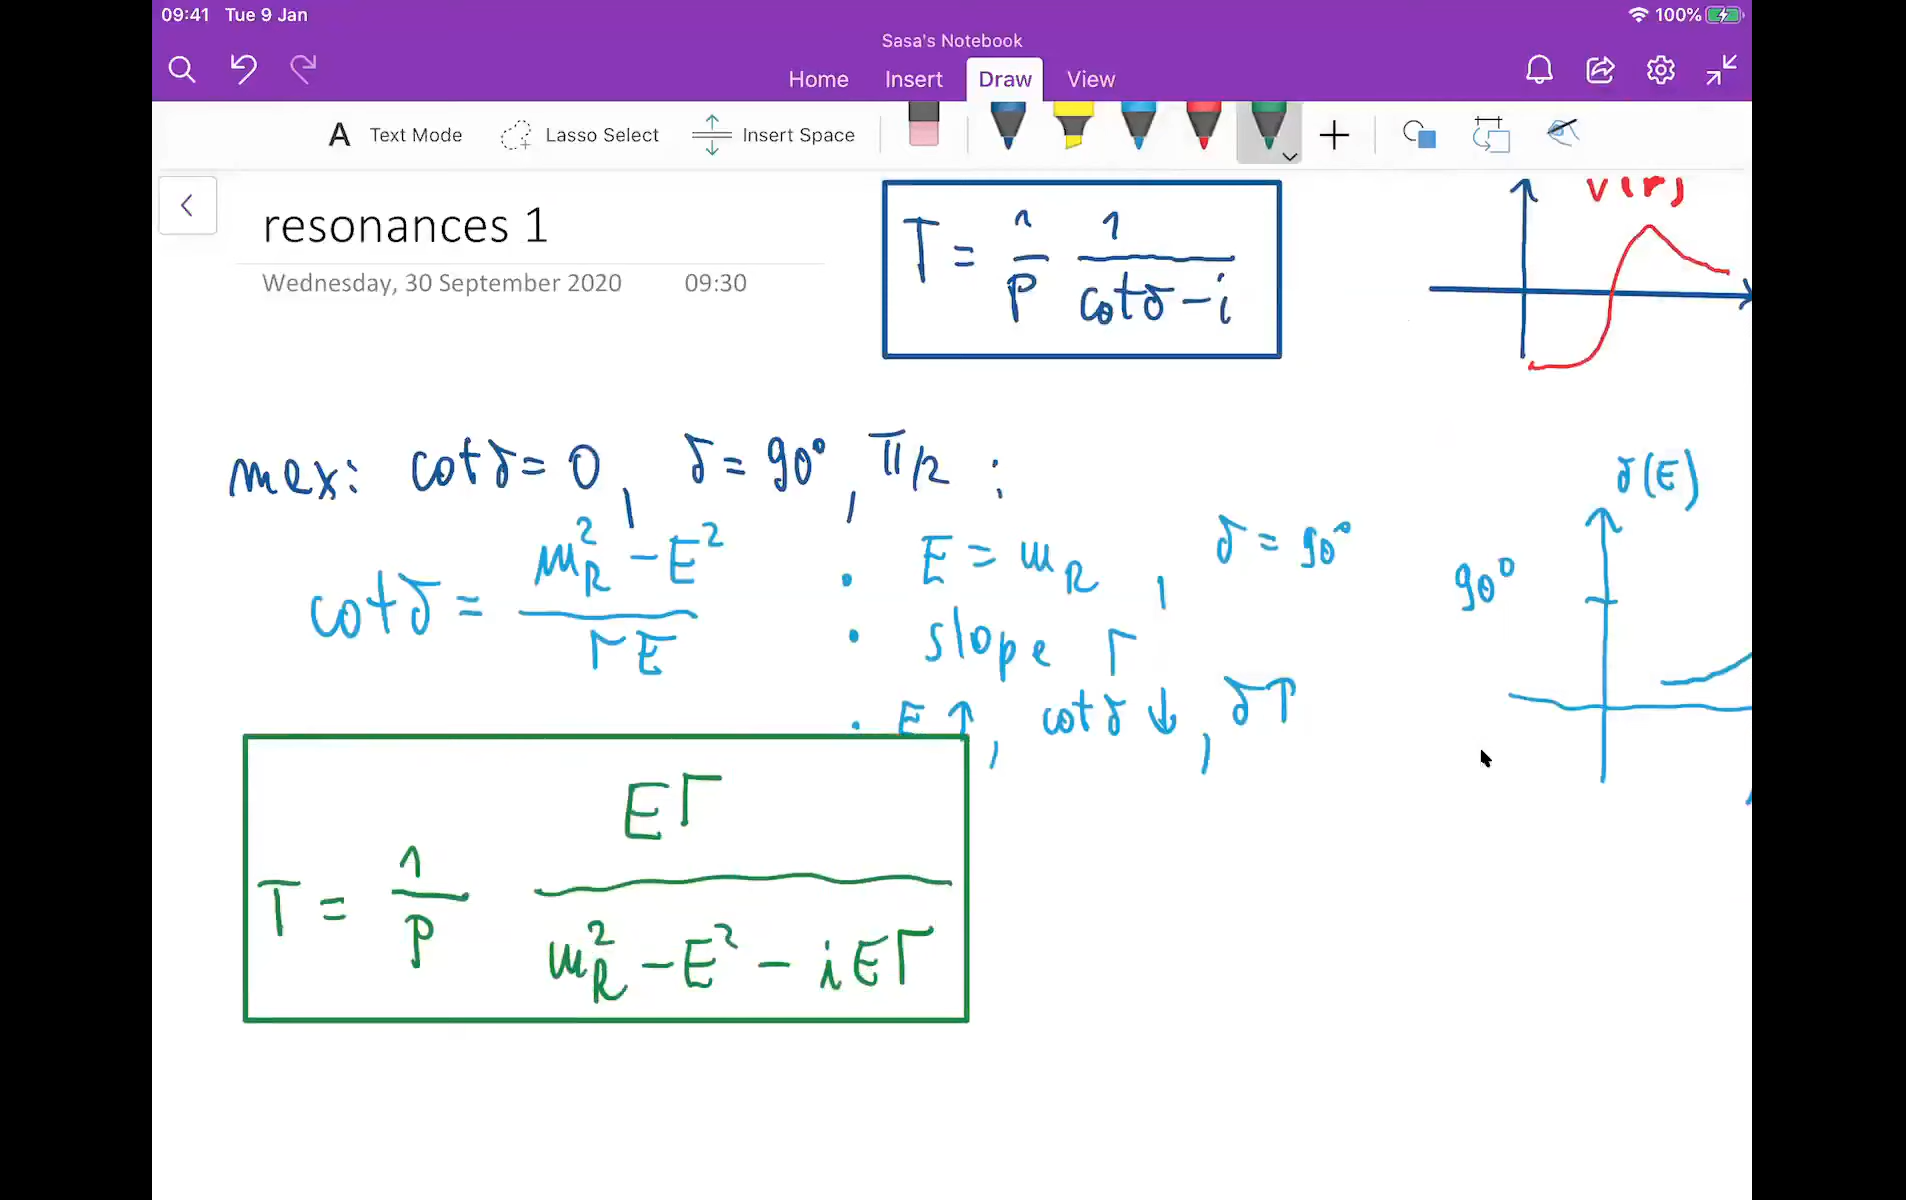 09:41 Tue 9 Jan 100%
Sasa's Notebook
Home Insert Draw View
A Text Mode Lasso Select Insert Space
resonances 1
Wednesday, 30 September 2020 09:30
T = 1/p 1/(cotδ - i)
V(r)
max: cotδ = 0, δ = 90°, π/2 :
cotδ = (m_R² - E²)/(ΓE)
• E = m_R, δ = 90°
• slope Γ
• E ↑, cotδ ↓, δ↑
δ(E)
90°
T = 1/p EΓ/(m_R² - E² - iEΓ)